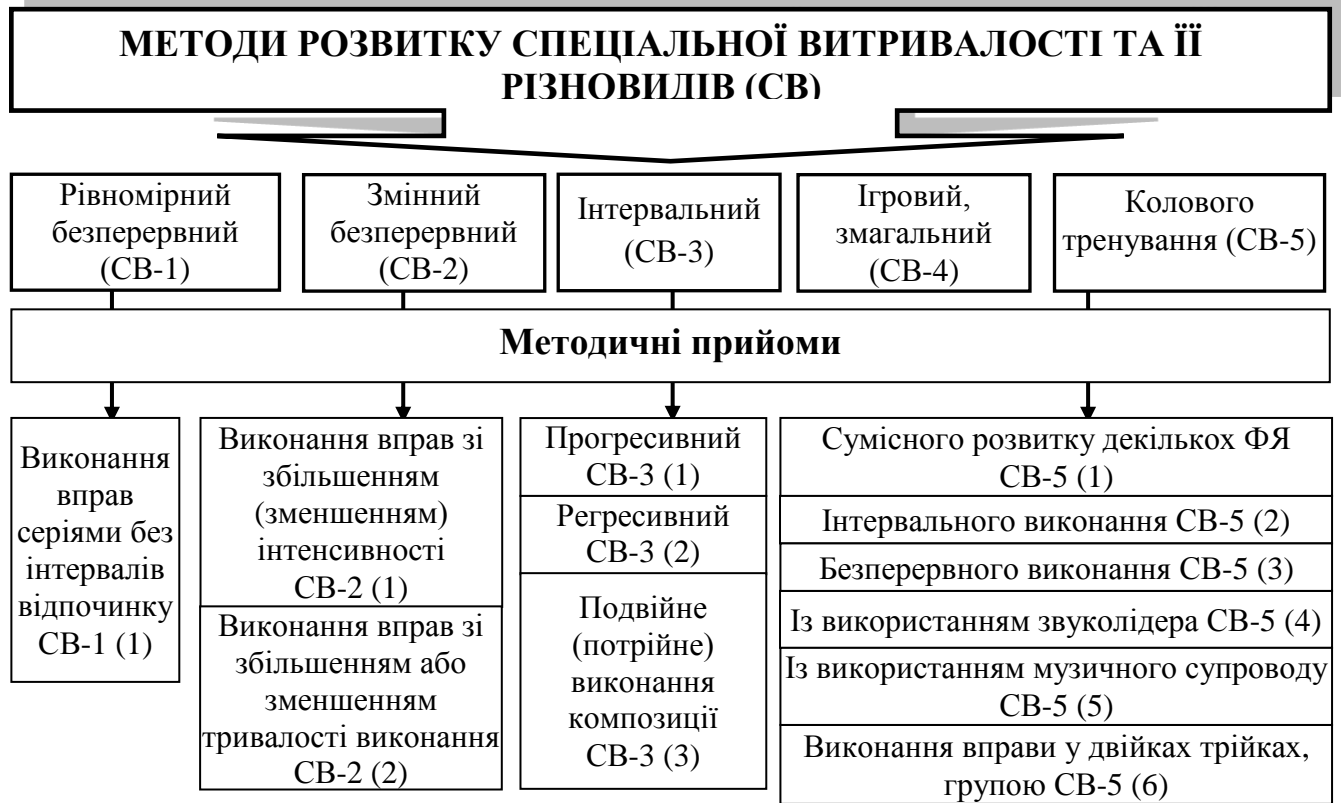 МЕТОДИ РОЗВИТКУ СПЕЦІАЛЬНОЇ ВИТРИВАЛОСТІ ТА ЇЇ
РІЗНОВИДІВ (СВ)
Рівномірний
безперервний
(СВ-1)
Змінний
безперервний
(СВ-2)
Інтервальний
(СВ-3)
Ігровий,
змагальний
(СВ-4)
Колового
тренування (СВ-5)
Методичні прийоми
Виконання
вправ
серіями без
інтервалів
відпочинку
СВ-1 (1)
Виконання вправ зі
збільшенням
(зменшенням)
інтенсивності
СВ-2 (1)
Виконання вправ зі
збільшенням або
зменшенням
тривалості виконання
СВ-2 (2)
Прогресивний
СВ-3 (1)
Регресивний
СВ-3 (2)
Подвійне
(потрійне)
виконання
композиції
СВ-3 (3)
Сумісного розвитку декількох ФЯ
СВ-5 (1)
Інтервального виконання СВ-5 (2)
Безперервного виконання СВ-5 (3)
Із використанням звуколідера СВ-5 (4)
Із використанням музичного супроводу
СВ-5 (5)
Виконання вправи у двійках трійках,
групою СВ-5 (6)